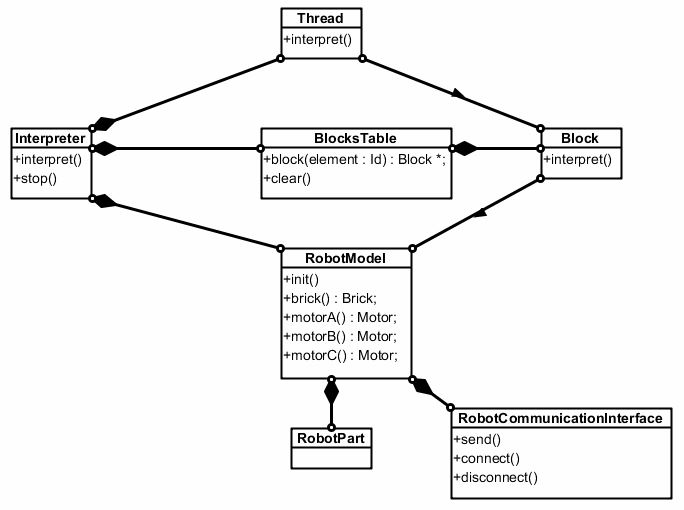 Thread
+interpret()
Interpreter
+interpret()
+stop()
BlocksTable
+block(element : Id) : Block *;
+clear()
Block
+interpret()
RobotModel
+init()
+brick() : Brick;
+motorA() : Motor;
+motorB() : Motor;
+motorC() : Motor;
RobotPart
RobotCommunicationInterface
+send()
+connect()
+disconnect()